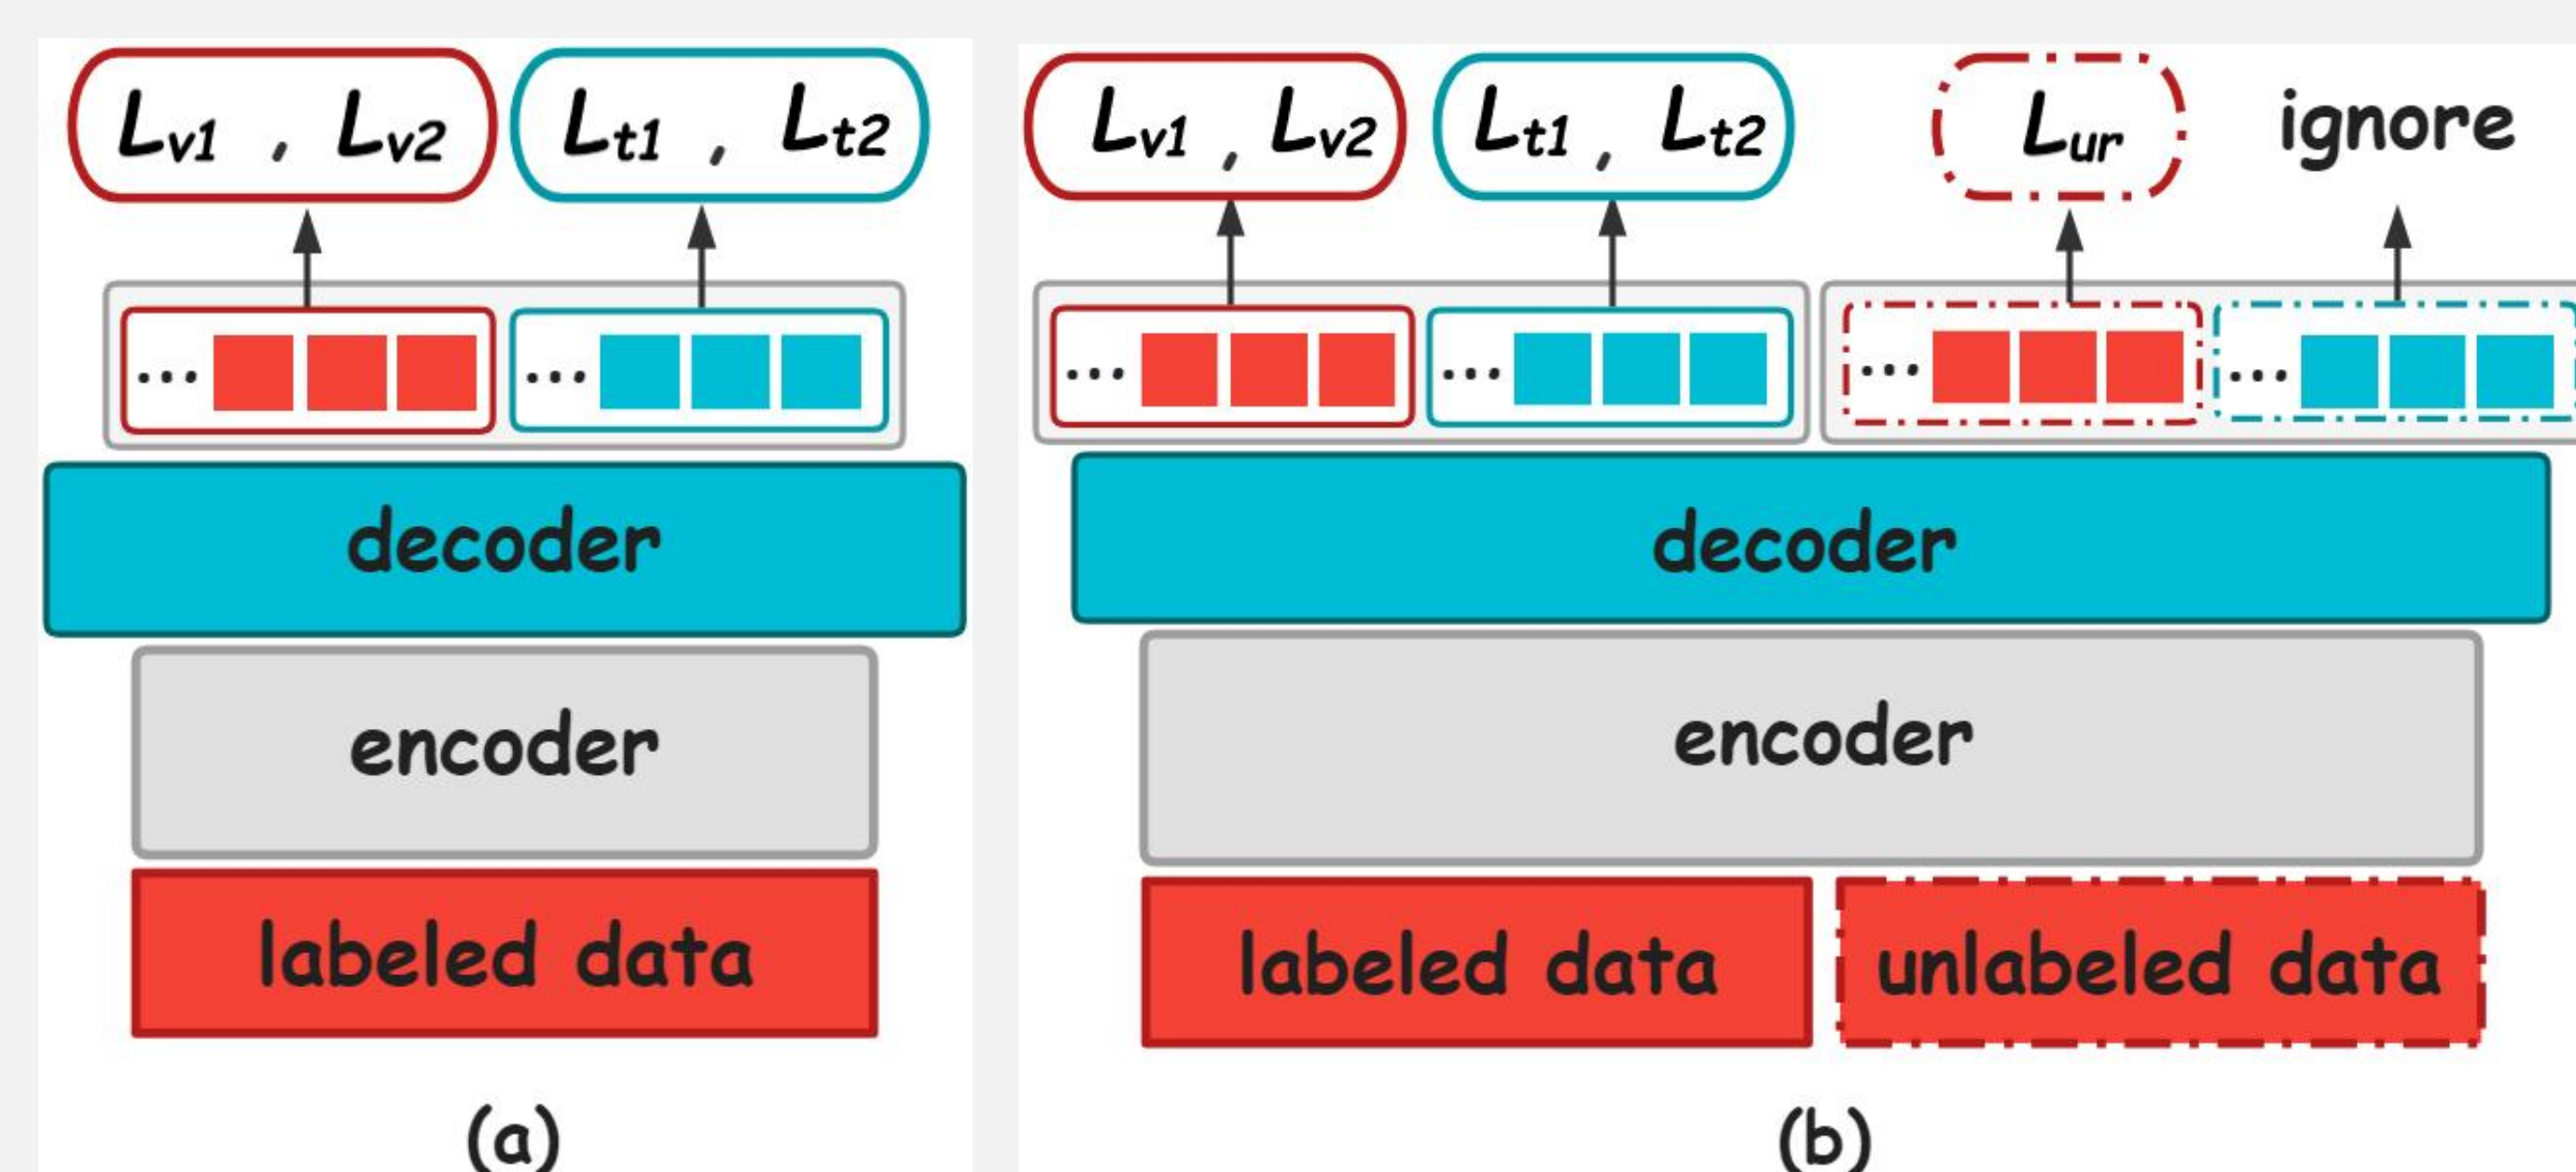 Lv1 , Lv2 Lt1 , Lt2
... ...
decoder
encoder
labeled data
(a)
Lv1 , Lv2 Lt1 , Lt2 Lur ignore
... ... ... ...
decoder
encoder
labeled data unlabeled data
(b)